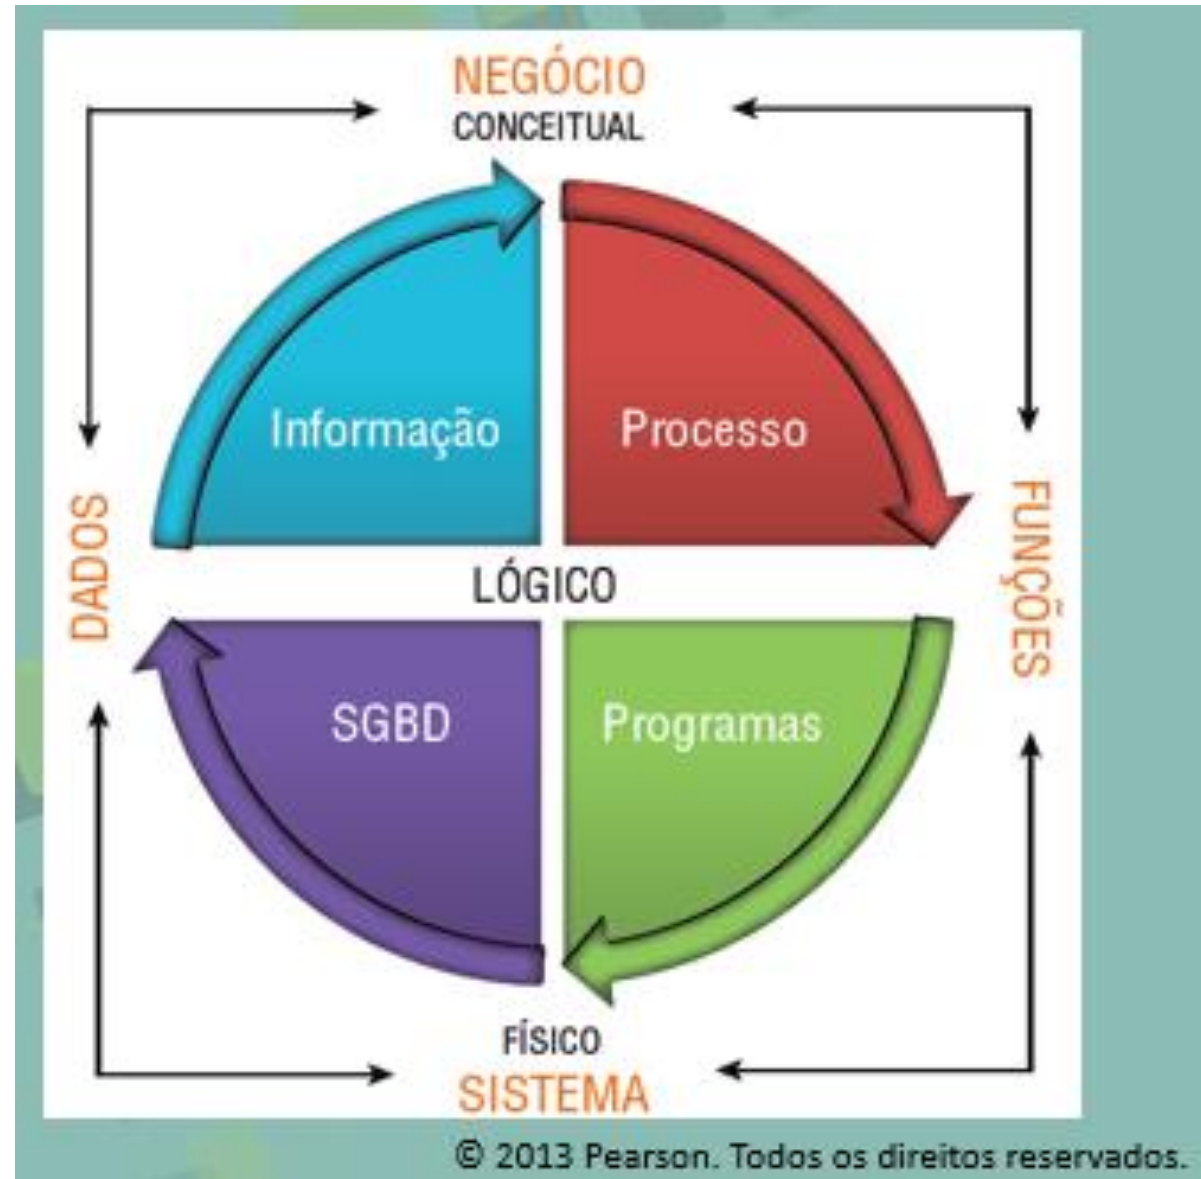 NEGÓCIO
CONCEITUAL
Informação
Processo
DADOS
LÓGICO
FUNÇÕES
SGBD
Programas
FÍSICO
SISTEMA
© 2013 Pearson. Todos os direitos reservados.